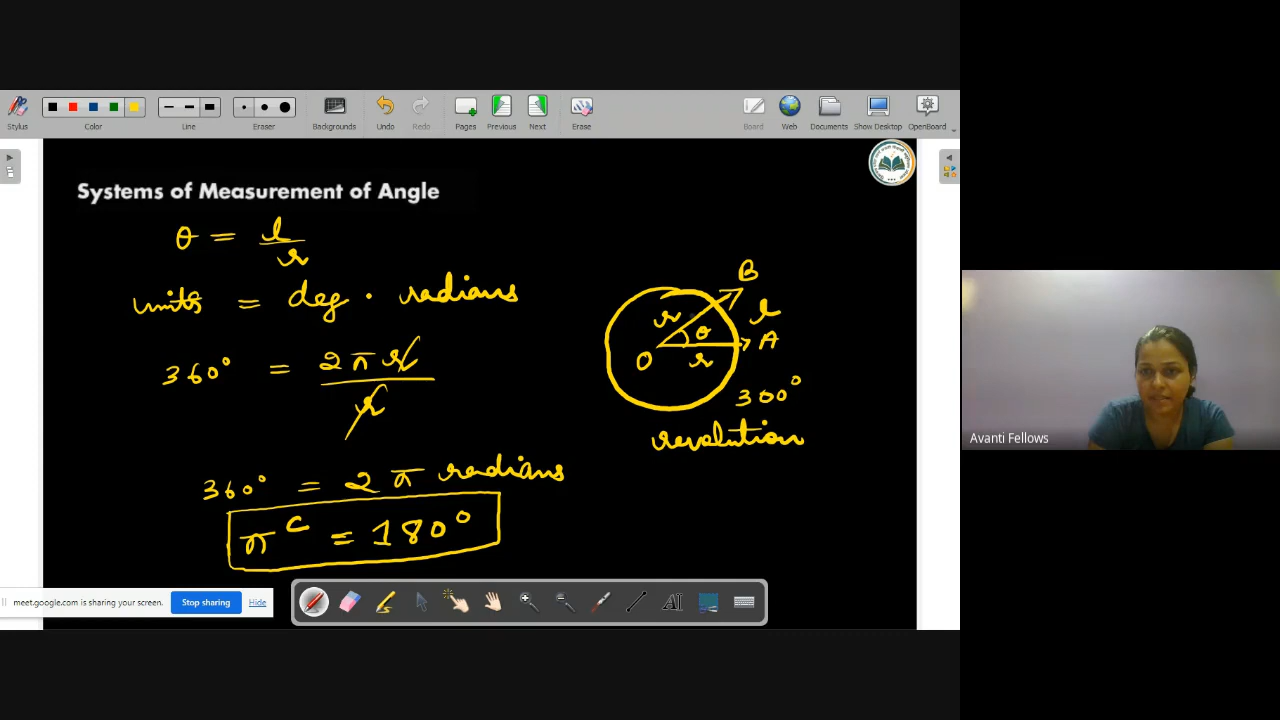 Color
Line
Eraser
Stylus
Backgrounds
Undo
Redo
Pages
Previous
Next
Erase
Board
Web
Documents
Show Desktop
OpenBoard
Systems of Measurement of Angle
θ = l/r
units = deg. radians
360° = 2πr/r
360° = 2π radians
π^c = 180°
B
r
θ
l
O
r
A
300°
revolution
Avanti Fellows
meet.google.com is sharing your screen.
Stop sharing
Hide
AI